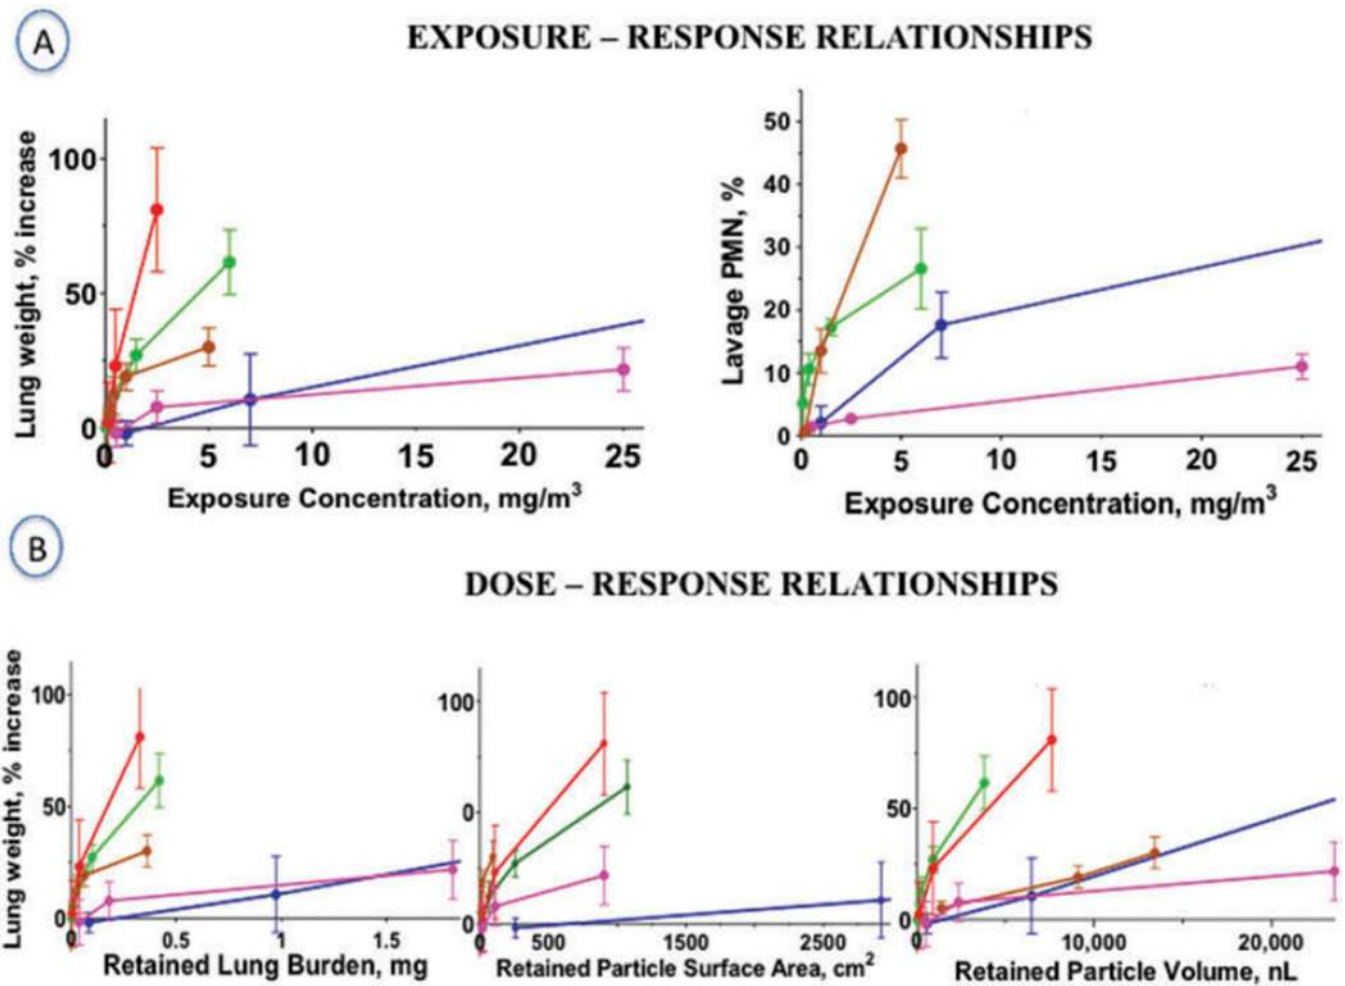 A
EXPOSURE – RESPONSE RELATIONSHIPS
Lung weight, % increase
100
50
0
0 5 10 15 20 25
Exposure Concentration, mg/m³
Lavage PMN, %
50
40
30
20
10
0
0 5 10 15 20 25
Exposure Concentration, mg/m³
B
DOSE – RESPONSE RELATIONSHIPS
Lung weight, % increase
100
50
0
0 0.5 1 1.5
Retained Lung Burden, mg
100
0
0
0 500 1500 2500
Retained Particle Surface Area, cm²
100
50
0
0 10,000 20,000
Retained Particle Volume, nL